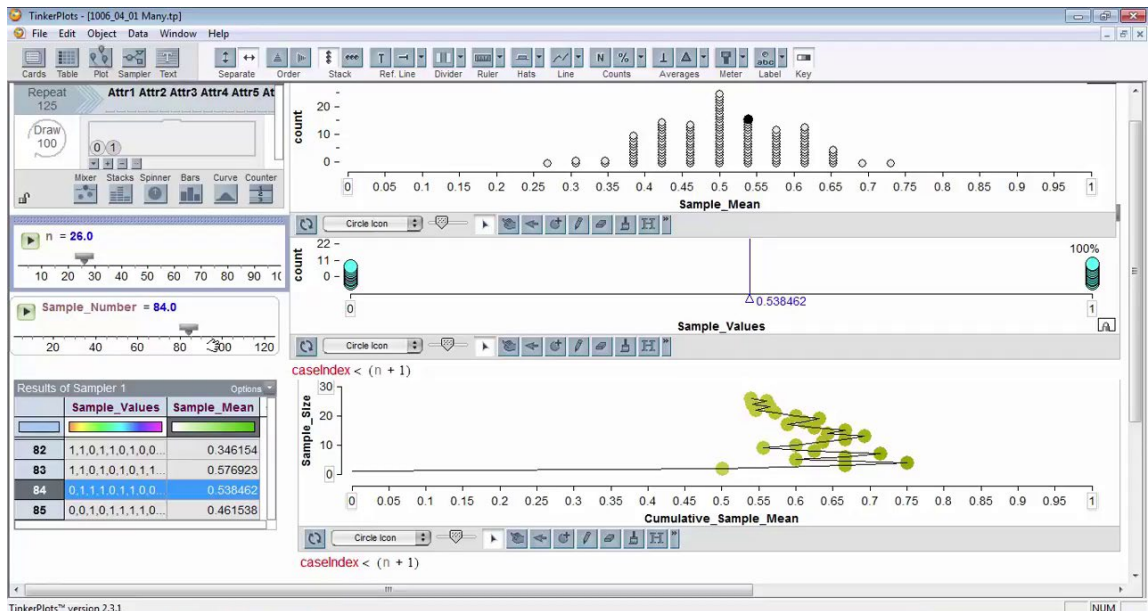 TinkerPlots - [1006_04_01 Many.tp]
File Edit Object Data Window Help
Cards Table Plot Sampler Text Separate Order Stack Ref. Line Divider Ruler Hats Line Counts Averages Meter Label Key
Repeat
125
Attr1 Attr2 Attr3 Attr4 Attr5 At
Draw
100
0 1
Mixer Stacks Spinner Bars Curve Counter
n = 26.0
10 20 30 40 50 60 70 80 90 10
Sample_Number = 84.0
20 40 60 80 100 120
Results of Sampler 1 Options
Sample_Values Sample_Mean
82 1,1,0,1,1,0,1,0,0... 0.346154
83 1,1,0,1,0,1,0,1,1... 0.576923
84 0,1,1,1,0,1,1,0,0... 0.538462
85 0,0,1,0,1,1,1,1,0... 0.461538
count
20
10
0
0 0.05 0.1 0.15 0.2 0.25 0.3 0.35 0.4 0.45 0.5 0.55 0.6 0.65 0.7 0.75 0.8 0.85 0.9 0.95 1
Sample_Mean
Circle Icon
count
22
11
0
100%
0.538462
0 1
Sample_Values
Circle Icon
caseIndex < (n + 1)
Sample_Size
30
20
10
0
0 0.05 0.1 0.15 0.2 0.25 0.3 0.35 0.4 0.45 0.5 0.55 0.6 0.65 0.7 0.75 0.8 0.85 0.9 0.95 1
Cumulative_Sample_Mean
Circle Icon
caseIndex < (n + 1)
TinkerPlots™ version 2.3.1
NUM